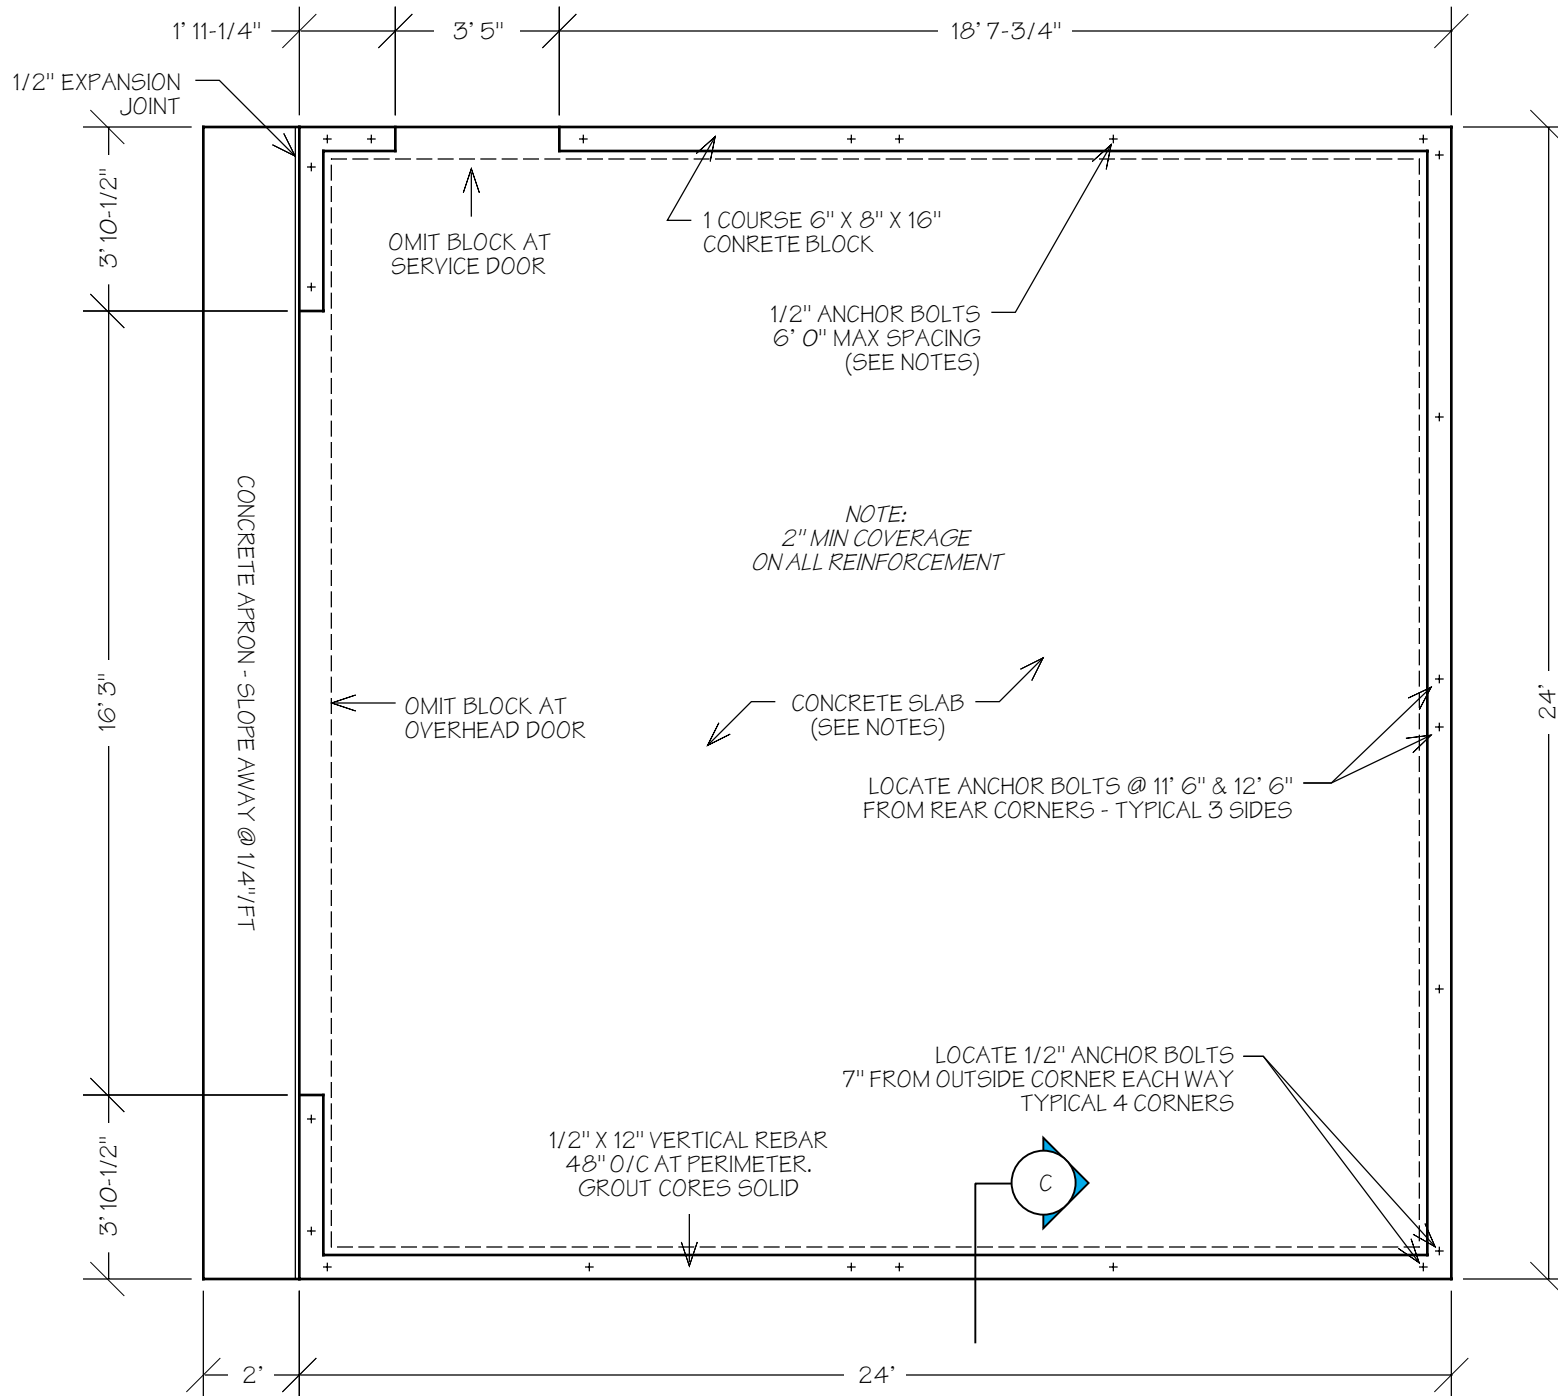 1' 11-1/4"
3' 5"
18' 7-3/4"
1/2" EXPANSION
JOINT
3' 10-1/2"
OMIT BLOCK AT
SERVICE DOOR
1 COURSE 6" X 8" X 16"
CONRETE BLOCK
1/2" ANCHOR BOLTS
6' 0" MAX SPACING
(SEE NOTES)
NOTE:
2" MIN COVERAGE
ON ALL REINFORCEMENT
CONCRETE APRON - SLOPE AWAY @ 1/4"/FT
16' 3"
OMIT BLOCK AT
OVERHEAD DOOR
CONCRETE SLAB
(SEE NOTES)
24'
LOCATE ANCHOR BOLTS @ 11' 6" & 12' 6"
FROM REAR CORNERS - TYPICAL 3 SIDES
LOCATE 1/2" ANCHOR BOLTS
7" FROM OUTSIDE CORNER EACH WAY
TYPICAL 4 CORNERS
3' 10-1/2"
1/2" X 12" VERTICAL REBAR
48" O/C AT PERIMETER.
GROUT CORES SOLID
C
2'
24'